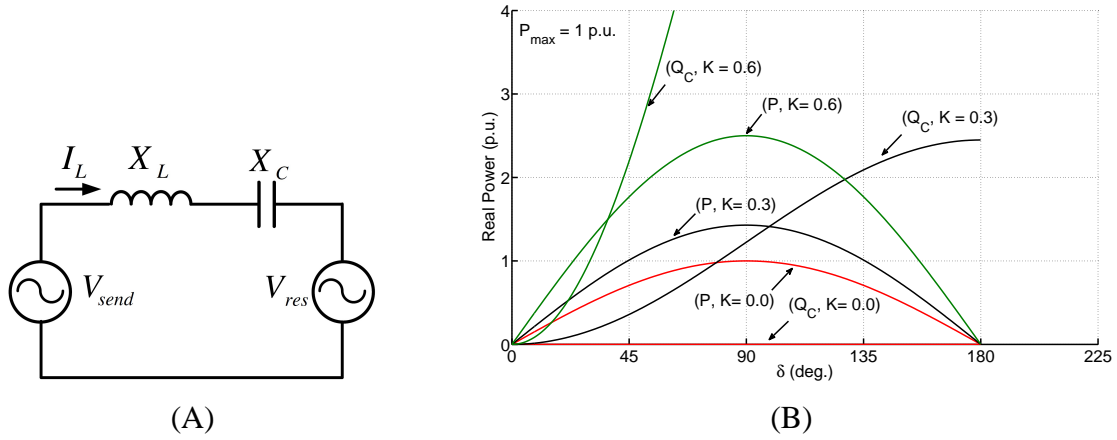 I_L X_L X_C
V_send V_res
(A)
P_max = 1 p.u.
(Q_C, K = 0.6)
(P, K= 0.6)
(Q_C, K = 0.3)
(P, K= 0.3)
(P, K= 0.0)
(Q_C, K= 0.0)
Real Power (p.u.)
4
3
2
1
0
0 45 90 135 180 225
δ (deg.)
(B)